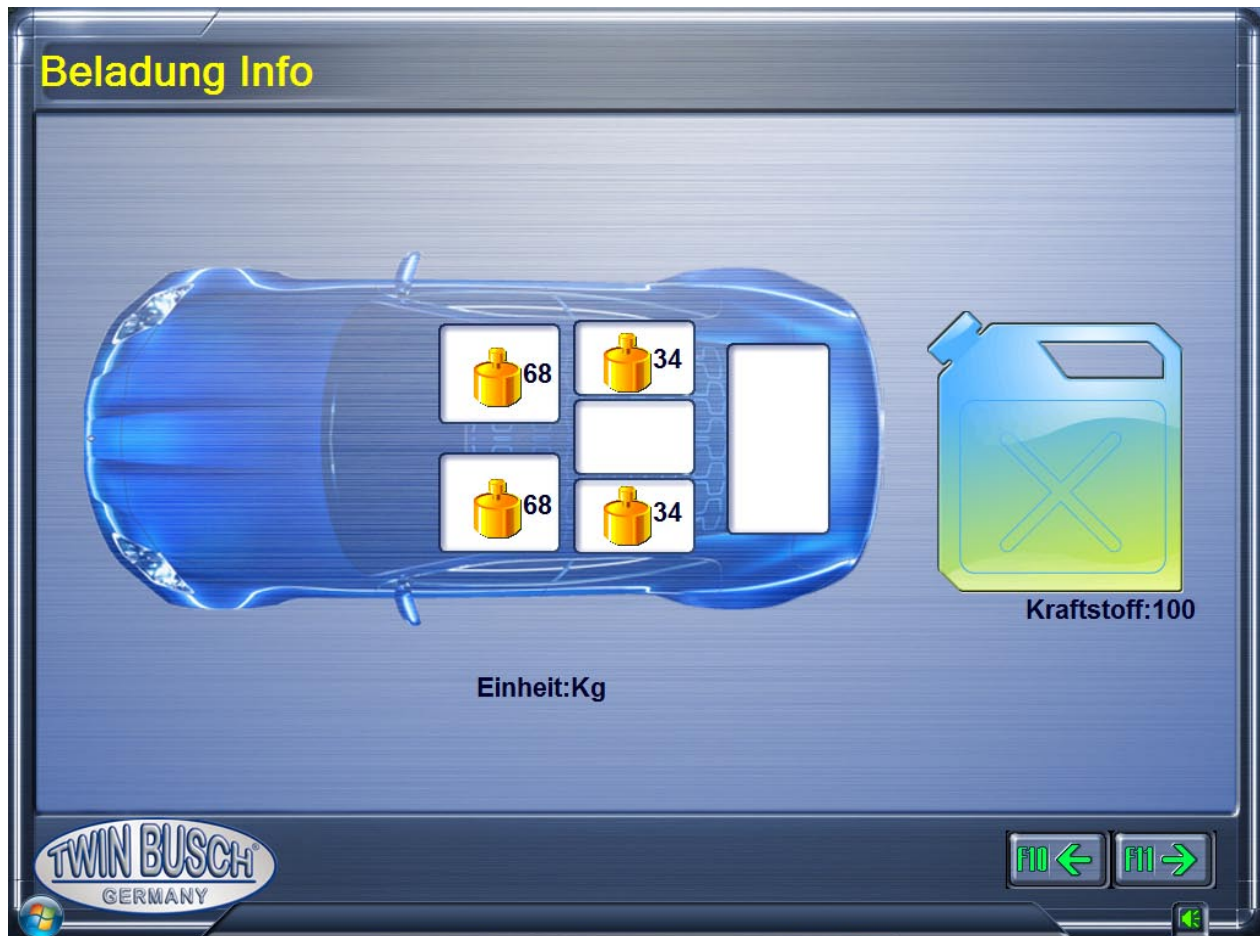 Beladung Info
68
34
68
34
Kraftstoff:100
Einheit:Kg
TWIN BUSCH®
GERMANY
F10
F11